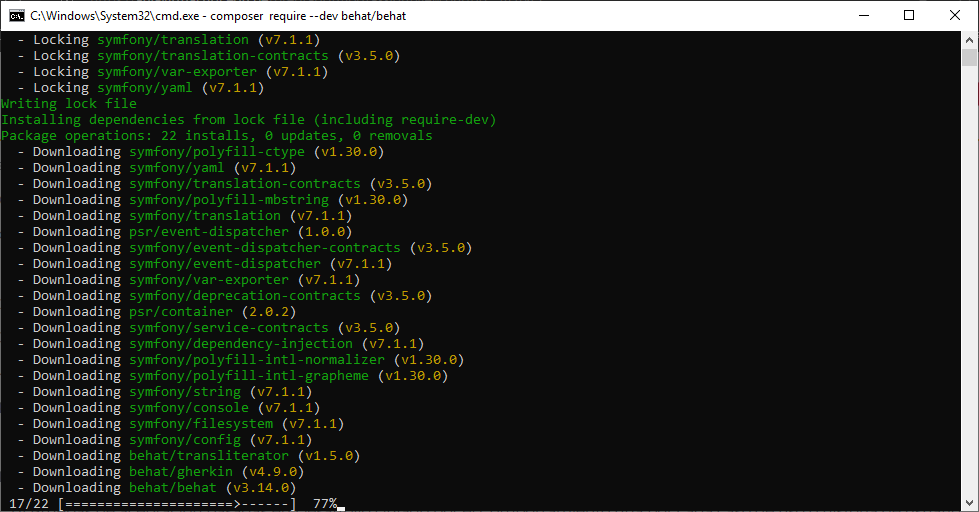 C:\Windows\System32\cmd.exe - composer  require --dev behat/behat
  - Locking symfony/translation (v7.1.1)
  - Locking symfony/translation-contracts (v3.5.0)
  - Locking symfony/var-exporter (v7.1.1)
  - Locking symfony/yaml (v7.1.1)
Writing lock file
Installing dependencies from lock file (including require-dev)
Package operations: 22 installs, 0 updates, 0 removals
  - Downloading symfony/polyfill-ctype (v1.30.0)
  - Downloading symfony/yaml (v7.1.1)
  - Downloading symfony/translation-contracts (v3.5.0)
  - Downloading symfony/polyfill-mbstring (v1.30.0)
  - Downloading symfony/translation (v7.1.1)
  - Downloading psr/event-dispatcher (1.0.0)
  - Downloading symfony/event-dispatcher-contracts (v3.5.0)
  - Downloading symfony/event-dispatcher (v7.1.1)
  - Downloading symfony/var-exporter (v7.1.1)
  - Downloading symfony/deprecation-contracts (v3.5.0)
  - Downloading psr/container (2.0.2)
  - Downloading symfony/service-contracts (v3.5.0)
  - Downloading symfony/dependency-injection (v7.1.1)
  - Downloading symfony/polyfill-intl-normalizer (v1.30.0)
  - Downloading symfony/polyfill-intl-grapheme (v1.30.0)
  - Downloading symfony/string (v7.1.1)
  - Downloading symfony/console (v7.1.1)
  - Downloading symfony/filesystem (v7.1.1)
  - Downloading symfony/config (v7.1.1)
  - Downloading behat/transliterator (v1.5.0)
  - Downloading behat/gherkin (v4.9.0)
  - Downloading behat/behat (v3.14.0)
 17/22 [=====================>------]  77%